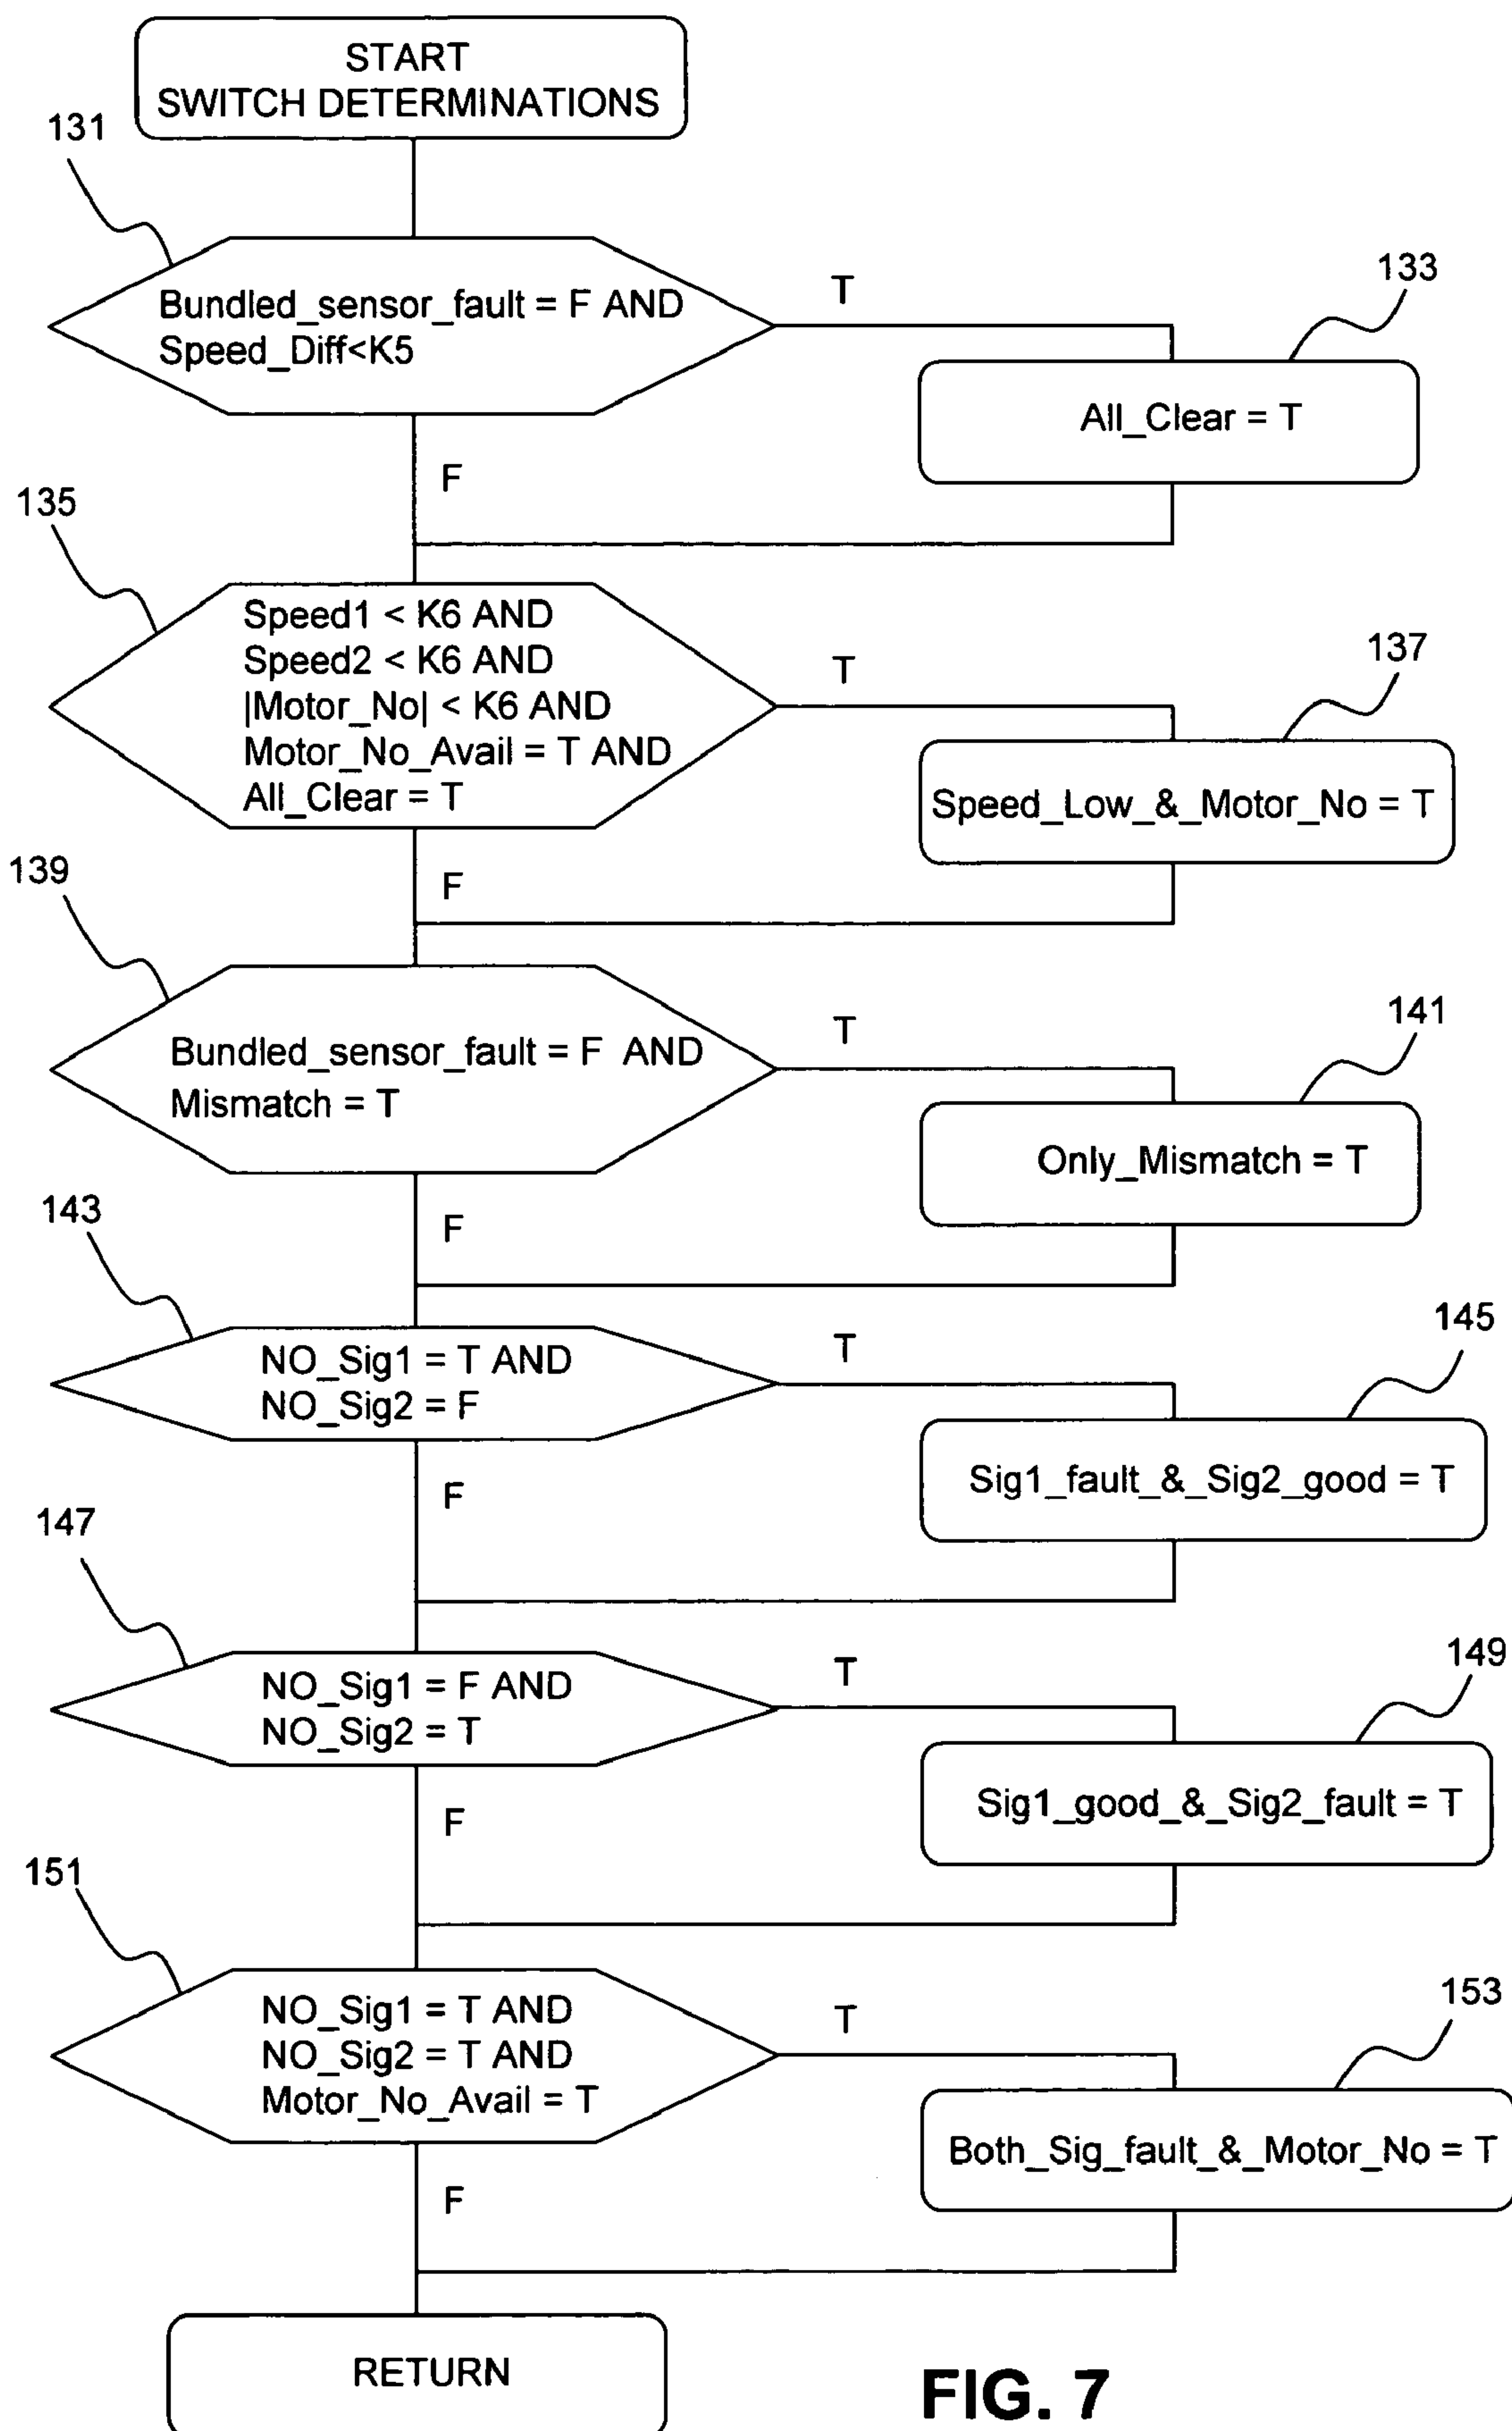 START
SWITCH DETERMINATIONS
131
Bundled_sensor_fault = F AND
Speed_Diff<K5
T
133
All_Clear = T
F
135
Speed1 < K6 AND
Speed2 < K6 AND
|Motor_No| < K6 AND
Motor_No_Avail = T AND
All_Clear = T
T
137
Speed_Low_&_Motor_No = T
F
139
Bundled_sensor_fault = F AND
Mismatch = T
T
141
Only_Mismatch = T
F
143
NO_Sig1 = T AND
NO_Sig2 = F
T
145
Sig1_fault_&_Sig2_good = T
F
147
NO_Sig1 = F AND
NO_Sig2 = T
T
149
Sig1_good_&_Sig2_fault = T
F
151
NO_Sig1 = T AND
NO_Sig2 = T AND
Motor_No_Avail = T
T
153
Both_Sig_fault_&_Motor_No = T
F
RETURN
FIG. 7